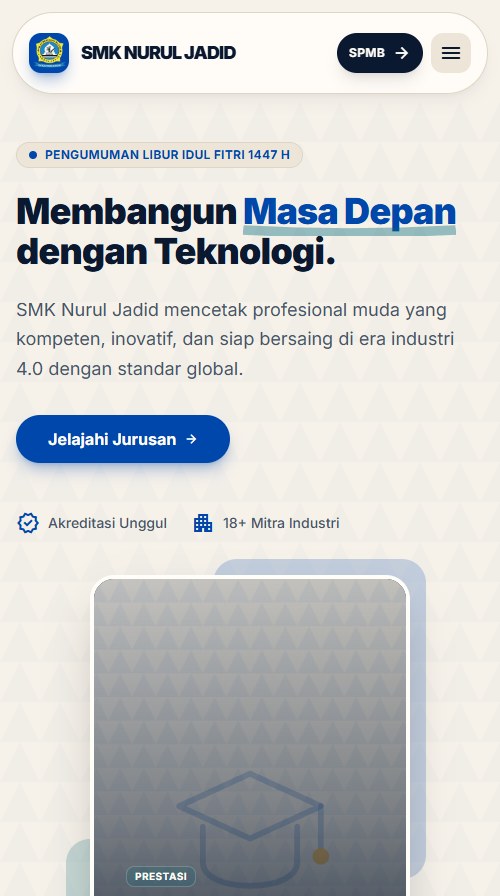 SMK NURUL JADID
SPMB
PENGUMUMAN LIBUR IDUL FITRI 1447 H
Membangun Masa Depan
dengan Teknologi.
SMK Nurul Jadid mencetak profesional muda yang
kompeten, inovatif, dan siap bersaing di era industri
4.0 dengan standar global.
Jelajahi Jurusan
Akreditasi Unggul
18+ Mitra Industri
PRESTASI